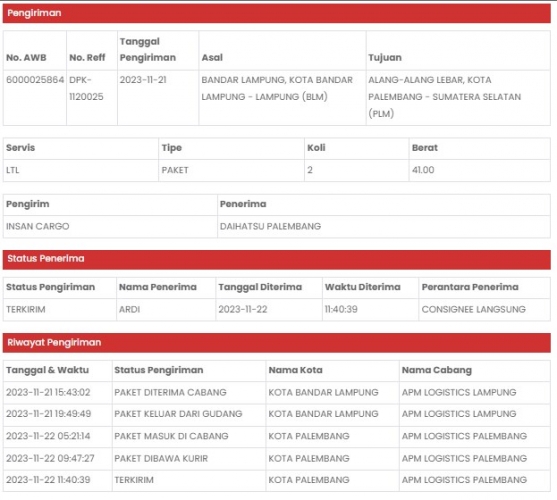 Pengiriman
No. AWB No. Reff Tanggal Pengiriman Asal Tujuan
6000025864 DPK-1120025 2023-11-21 BANDAR LAMPUNG, KOTA BANDAR LAMPUNG - LAMPUNG (BLM) ALANG-ALANG LEBAR, KOTA PALEMBANG - SUMATERA SELATAN (PLM)
Servis Tipe Koli Berat
LTL PAKET 2 41.00
Pengirim Penerima
INSAN CARGO DAIHATSU PALEMBANG
Status Penerima
Status Pengiriman Nama Penerima Tanggal Diterima Waktu Diterima Perantara Penerima
TERKIRIM ARDI 2023-11-22 11:40:39 CONSIGNEE LANGSUNG
Riwayat Pengiriman
Tanggal & Waktu Status Pengiriman Nama Kota Nama Cabang
2023-11-21 15:43:02 PAKET DITERIMA CABANG KOTA BANDAR LAMPUNG APM LOGISTICS LAMPUNG
2023-11-21 19:49:49 PAKET KELUAR DARI GUDANG KOTA BANDAR LAMPUNG APM LOGISTICS LAMPUNG
2023-11-22 05:21:14 PAKET MASUK DI CABANG KOTA PALEMBANG APM LOGISTICS PALEMBANG
2023-11-22 09:47:27 PAKET DIBAWA KURIR KOTA PALEMBANG APM LOGISTICS PALEMBANG
2023-11-22 11:40:39 TERKIRIM KOTA PALEMBANG APM LOGISTICS PALEMBANG